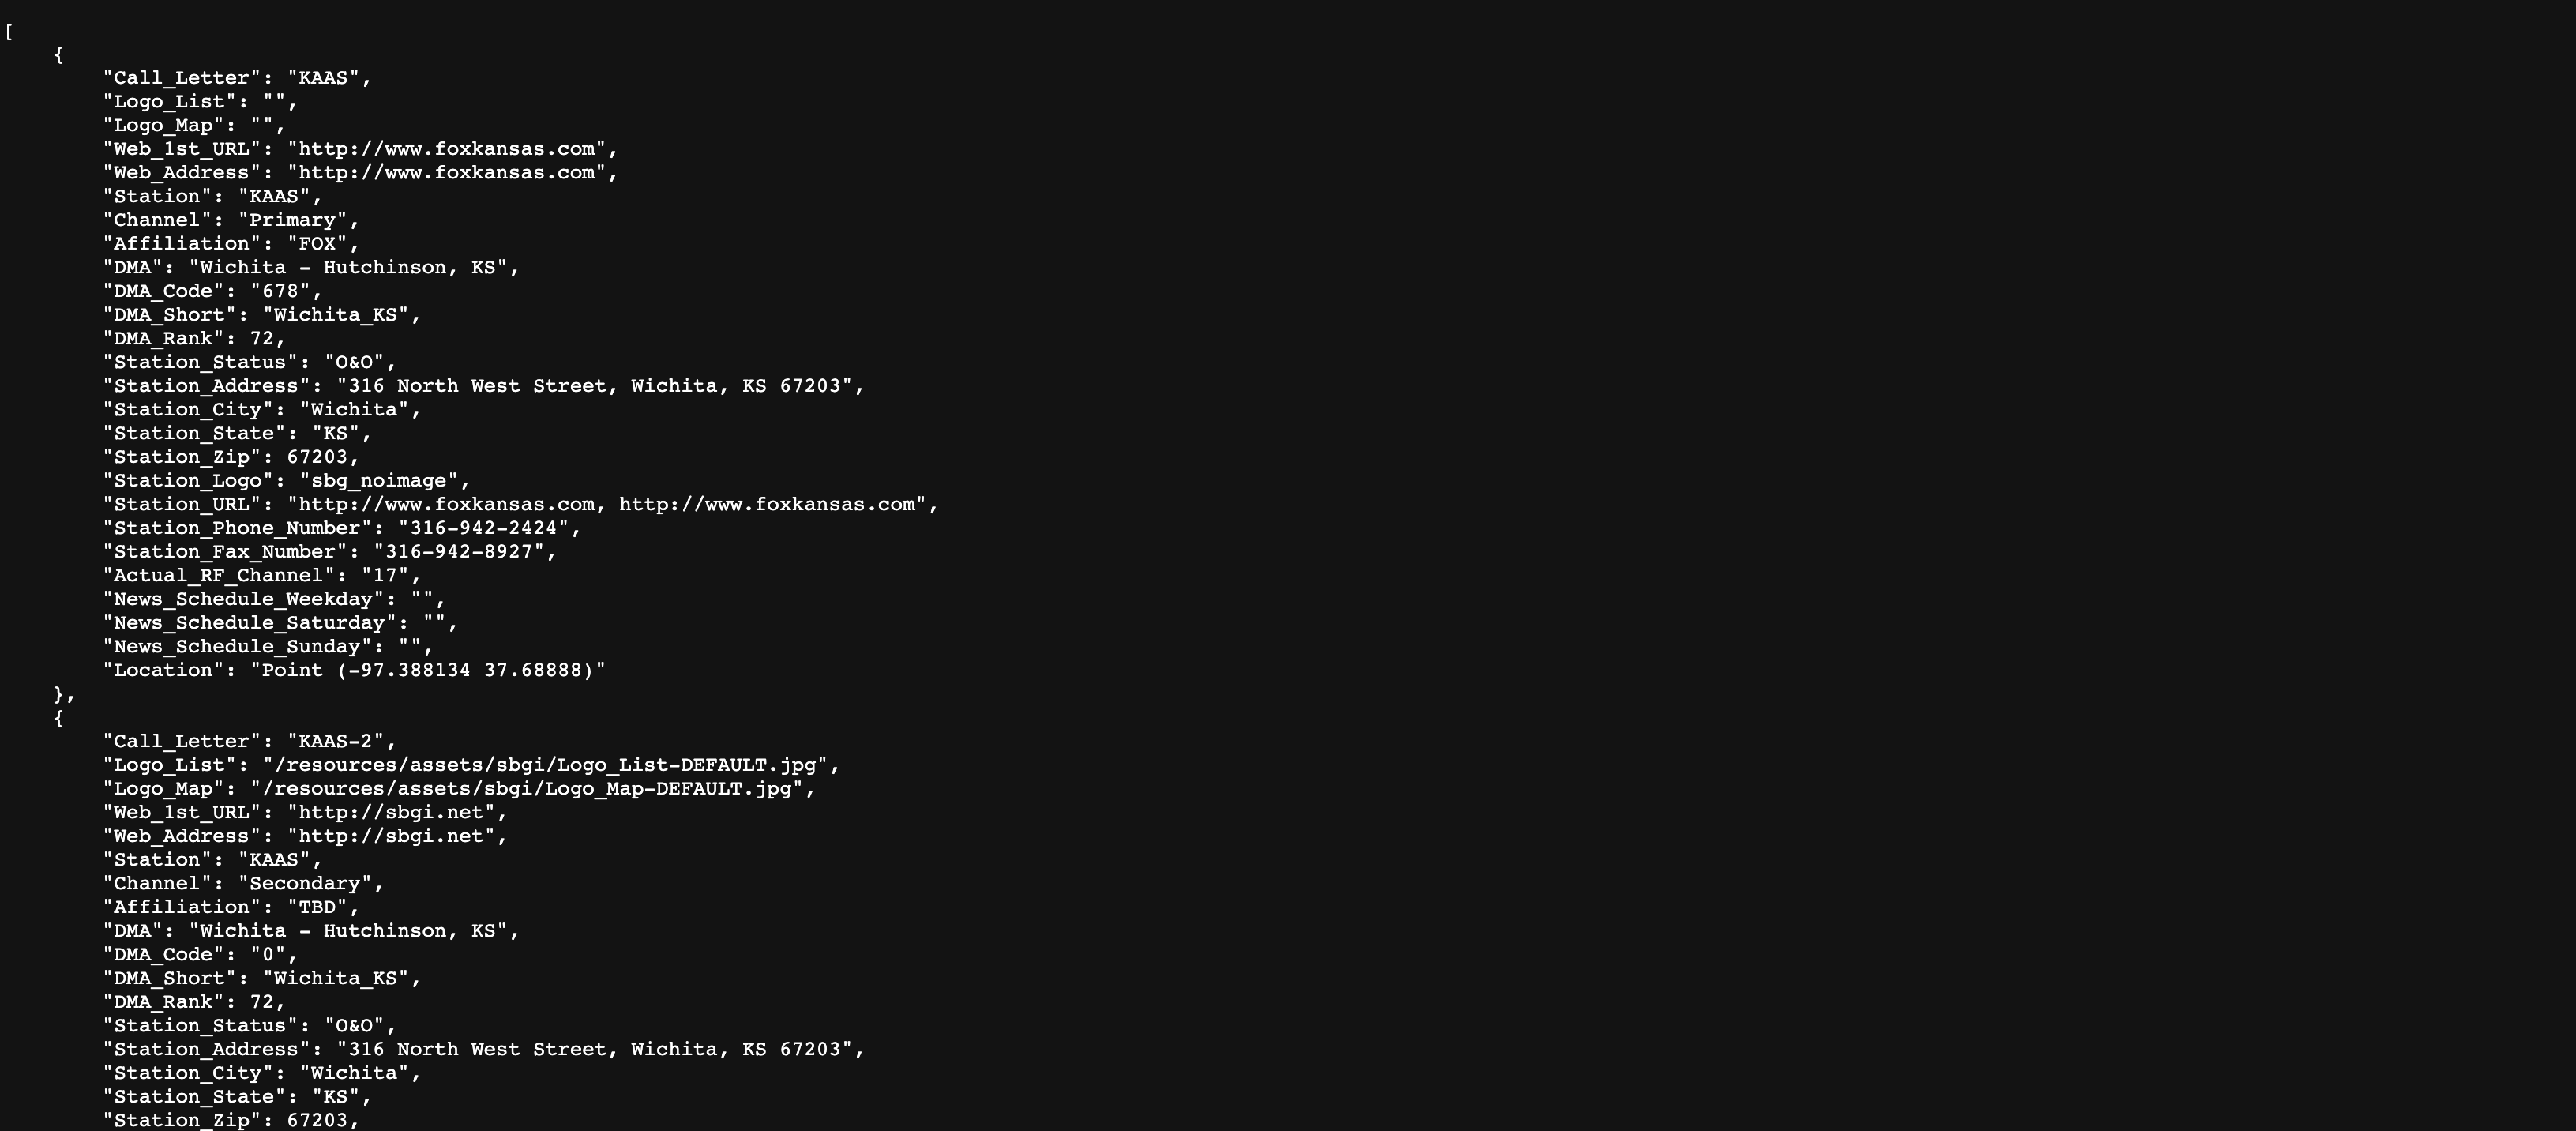 [
{
"Call_Letter": "KAAS",
"Logo_List": "",
"Logo_Map": "",
"Web_1st_URL": "http://www.foxkansas.com",
"Web_Address": "http://www.foxkansas.com",
"Station": "KAAS",
"Channel": "Primary",
"Affiliation": "FOX",
"DMA": "Wichita - Hutchinson, KS",
"DMA_Code": "678",
"DMA_Short": "Wichita_KS",
"DMA_Rank": 72,
"Station_Status": "O&O",
"Station_Address": "316 North West Street, Wichita, KS 67203",
"Station_City": "Wichita",
"Station_State": "KS",
"Station_Zip": 67203,
"Station_Logo": "sbg_noimage",
"Station_URL": "http://www.foxkansas.com, http://www.foxkansas.com",
"Station_Phone_Number": "316-942-2424",
"Station_Fax_Number": "316-942-8927",
"Actual_RF_Channel": "17",
"News_Schedule_Weekday": "",
"News_Schedule_Saturday": "",
"News_Schedule_Sunday": "",
"Location": "Point (-97.388134 37.68888)"
},
{
"Call_Letter": "KAAS-2",
"Logo_List": "/resources/assets/sbgi/Logo_List-DEFAULT.jpg",
"Logo_Map": "/resources/assets/sbgi/Logo_Map-DEFAULT.jpg",
"Web_1st_URL": "http://sbgi.net",
"Web_Address": "http://sbgi.net",
"Station": "KAAS",
"Channel": "Secondary",
"Affiliation": "TBD",
"DMA": "Wichita - Hutchinson, KS",
"DMA_Code": "0",
"DMA_Short": "Wichita_KS",
"DMA_Rank": 72,
"Station_Status": "O&O",
"Station_Address": "316 North West Street, Wichita, KS 67203",
"Station_City": "Wichita",
"Station_State": "KS",
"Station_Zip": 67203,